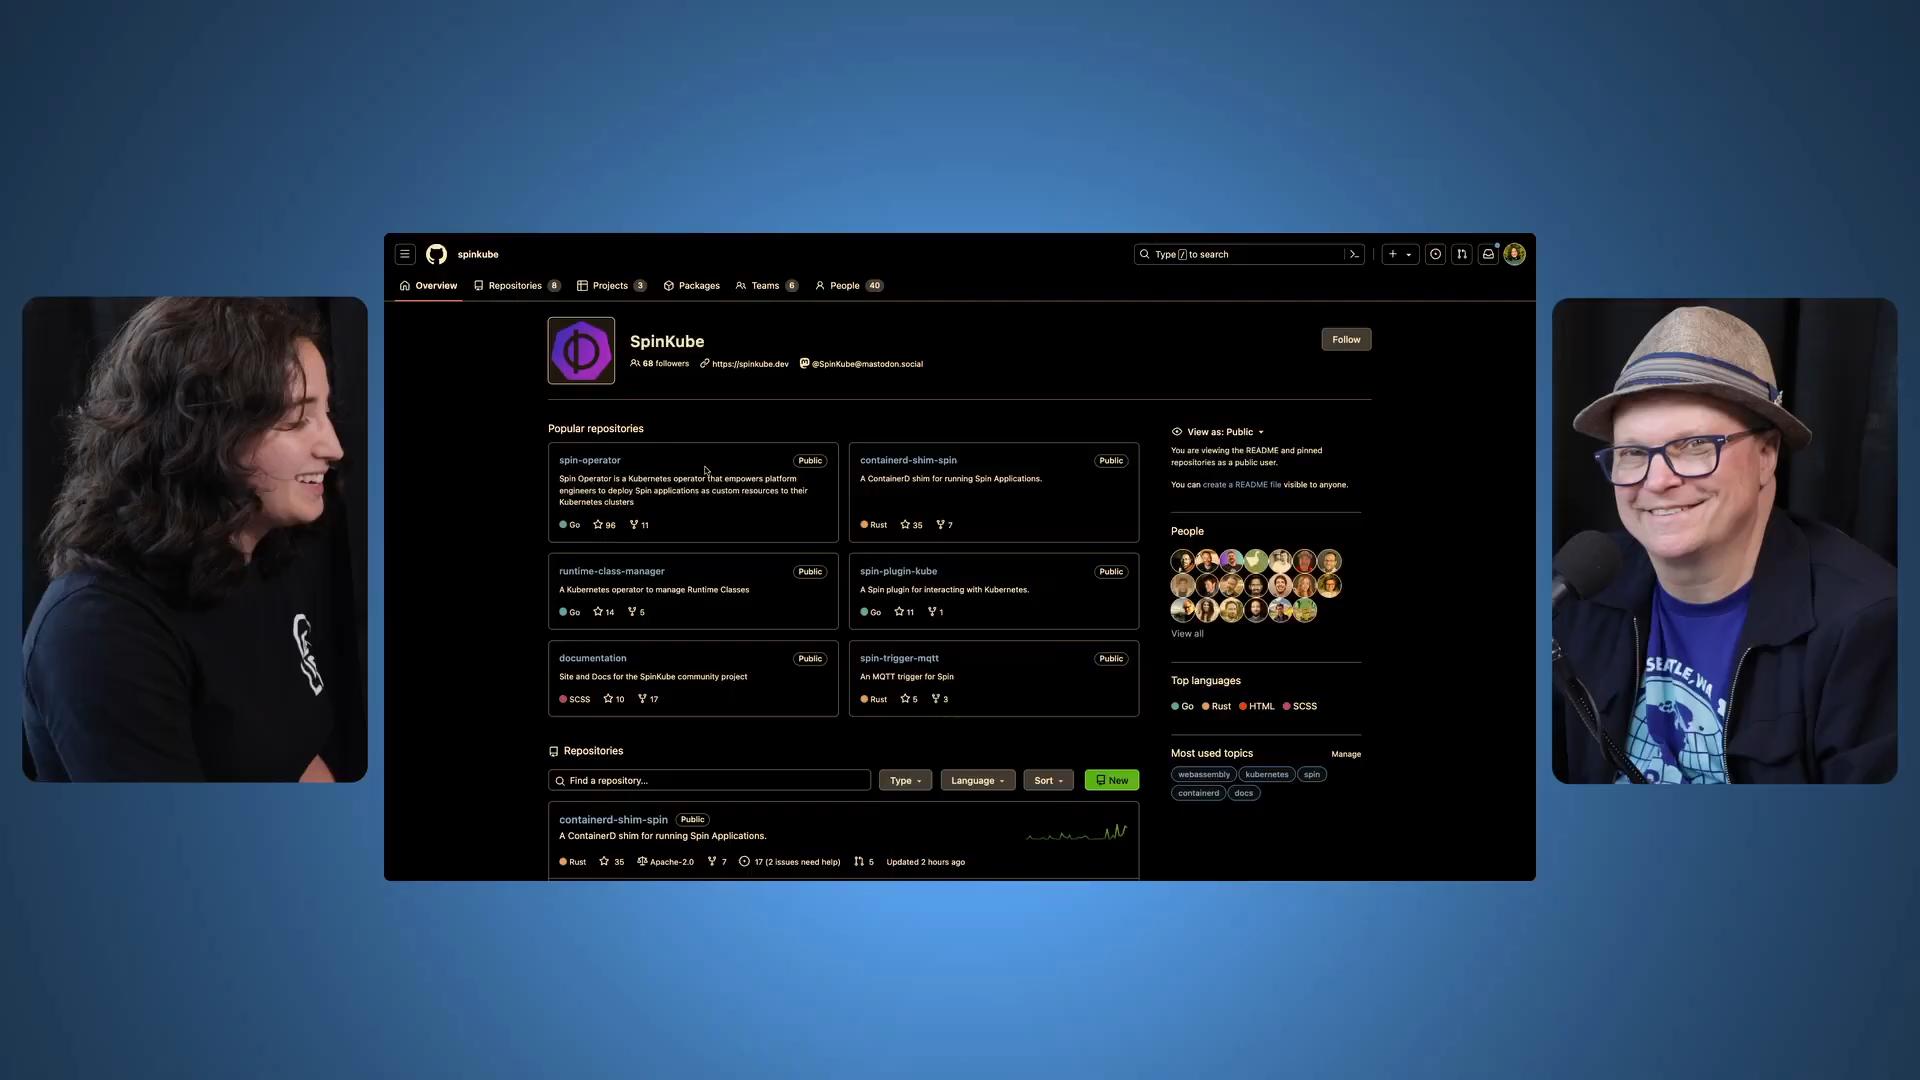 spinkube
Type / to search
Overview
Repositories 8
Projects 3
Packages
Teams 6
People 40
SpinKube
68 followers
https://spinkube.dev
@SpinKube@mastodon.social
Follow
Popular repositories
spin-operator
Public
Spin Operator is a Kubernetes operator that empowers platform
engineers to deploy Spin applications as custom resources to their
Kubernetes clusters
Go 96 11
containerd-shim-spin
Public
A ContainerD shim for running Spin Applications.
Rust 35 7
runtime-class-manager
Public
A Kubernetes operator to manage Runtime Classes
Go 14 5
spin-plugin-kube
Public
A Spin plugin for interacting with Kubernetes.
Go 11 1
documentation
Public
Site and Docs for the SpinKube community project
SCSS 10 17
spin-trigger-mqtt
Public
An MQTT trigger for Spin
Rust 5 3
Repositories
Find a repository...
Type
Language
Sort
New
containerd-shim-spin Public
A ContainerD shim for running Spin Applications.
Rust 35 Apache-2.0 7 17 (2 issues need help) 5 Updated 2 hours ago
View as: Public
You are viewing the README and pinned
repositories as a public user.
You can create a README file visible to anyone.
People
View all
Top languages
Go Rust HTML SCSS
Most used topics
Manage
webassembly kubernetes spin
containerd docs
SEATTLE, WA